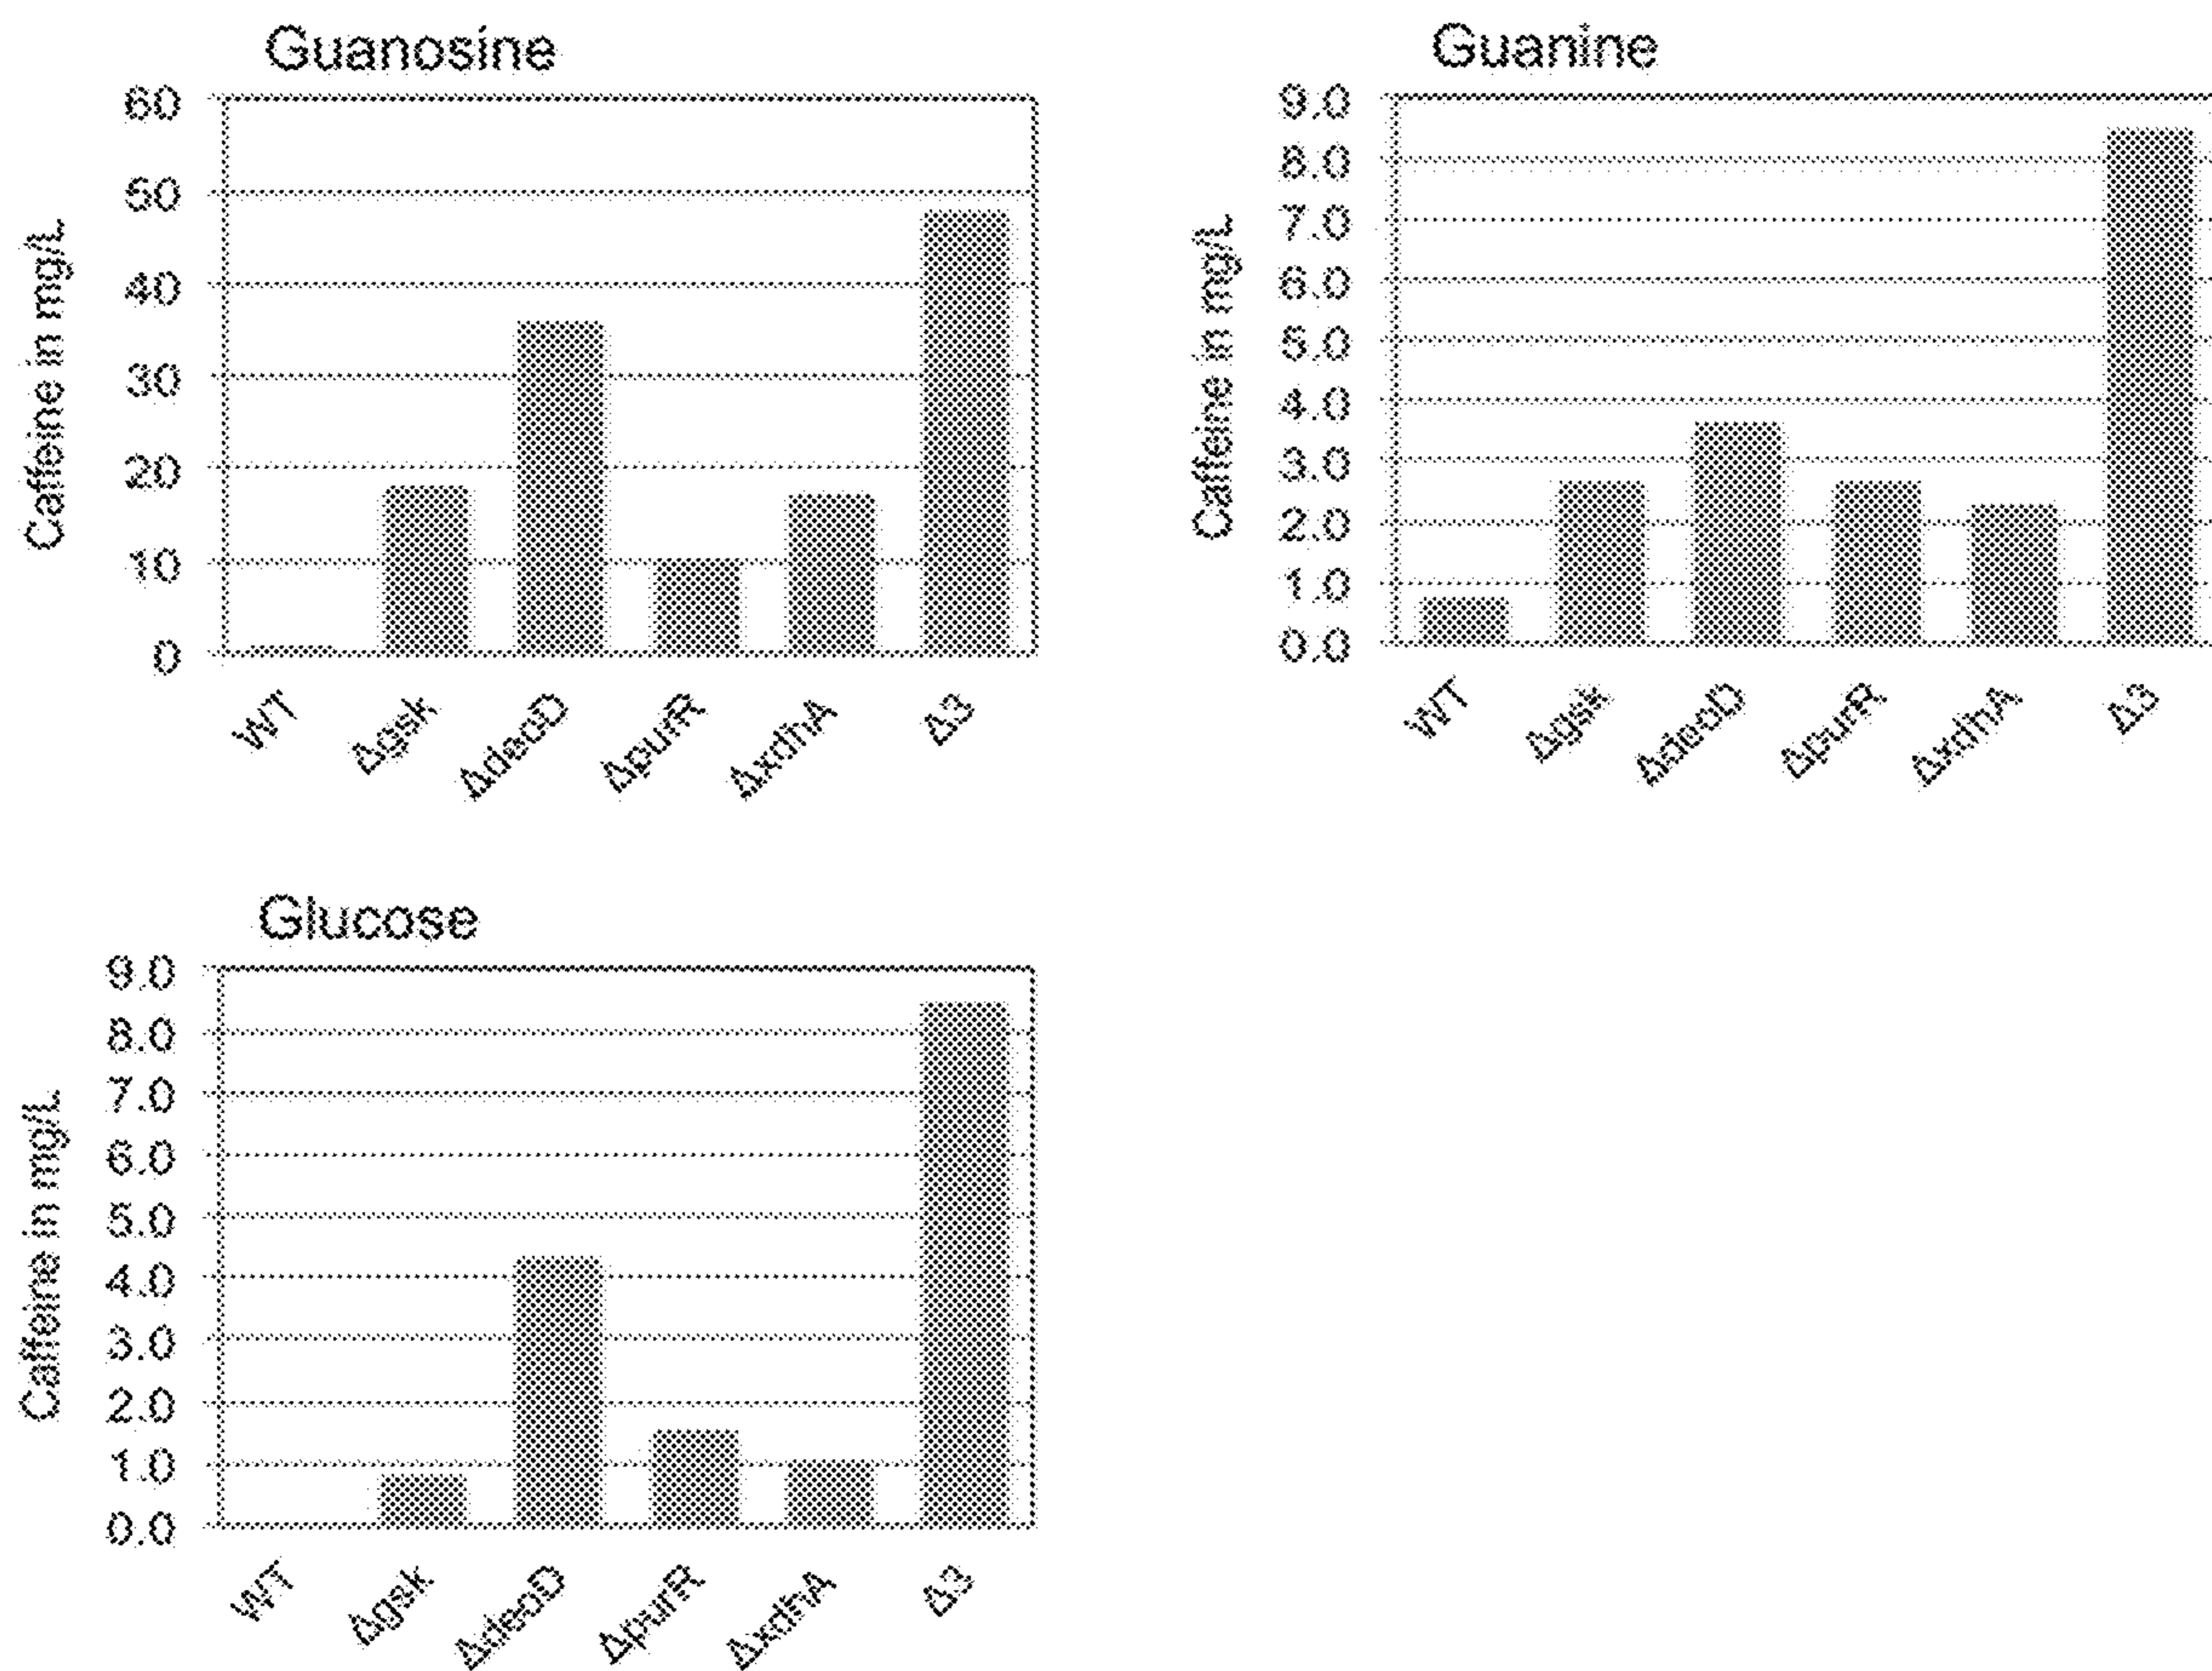 Guanosine
Caffeine in mg/L
60
50
40
30
20
10
0
WT
Δgsk
ΔdeoD
ΔpurR
ΔxdhA
Δ3
Guanine
Caffeine in mg/L
9.0
8.0
7.0
6.0
5.0
4.0
3.0
2.0
1.0
0.0
WT
Δgsk
ΔdeoD
ΔpurR
ΔxdhA
Δ3
Glucose
Caffeine in mg/L
9.0
8.0
7.0
6.0
5.0
4.0
3.0
2.0
1.0
0.0
WT
Δgsk
ΔdeoD
ΔpurR
ΔxdhA
Δ3